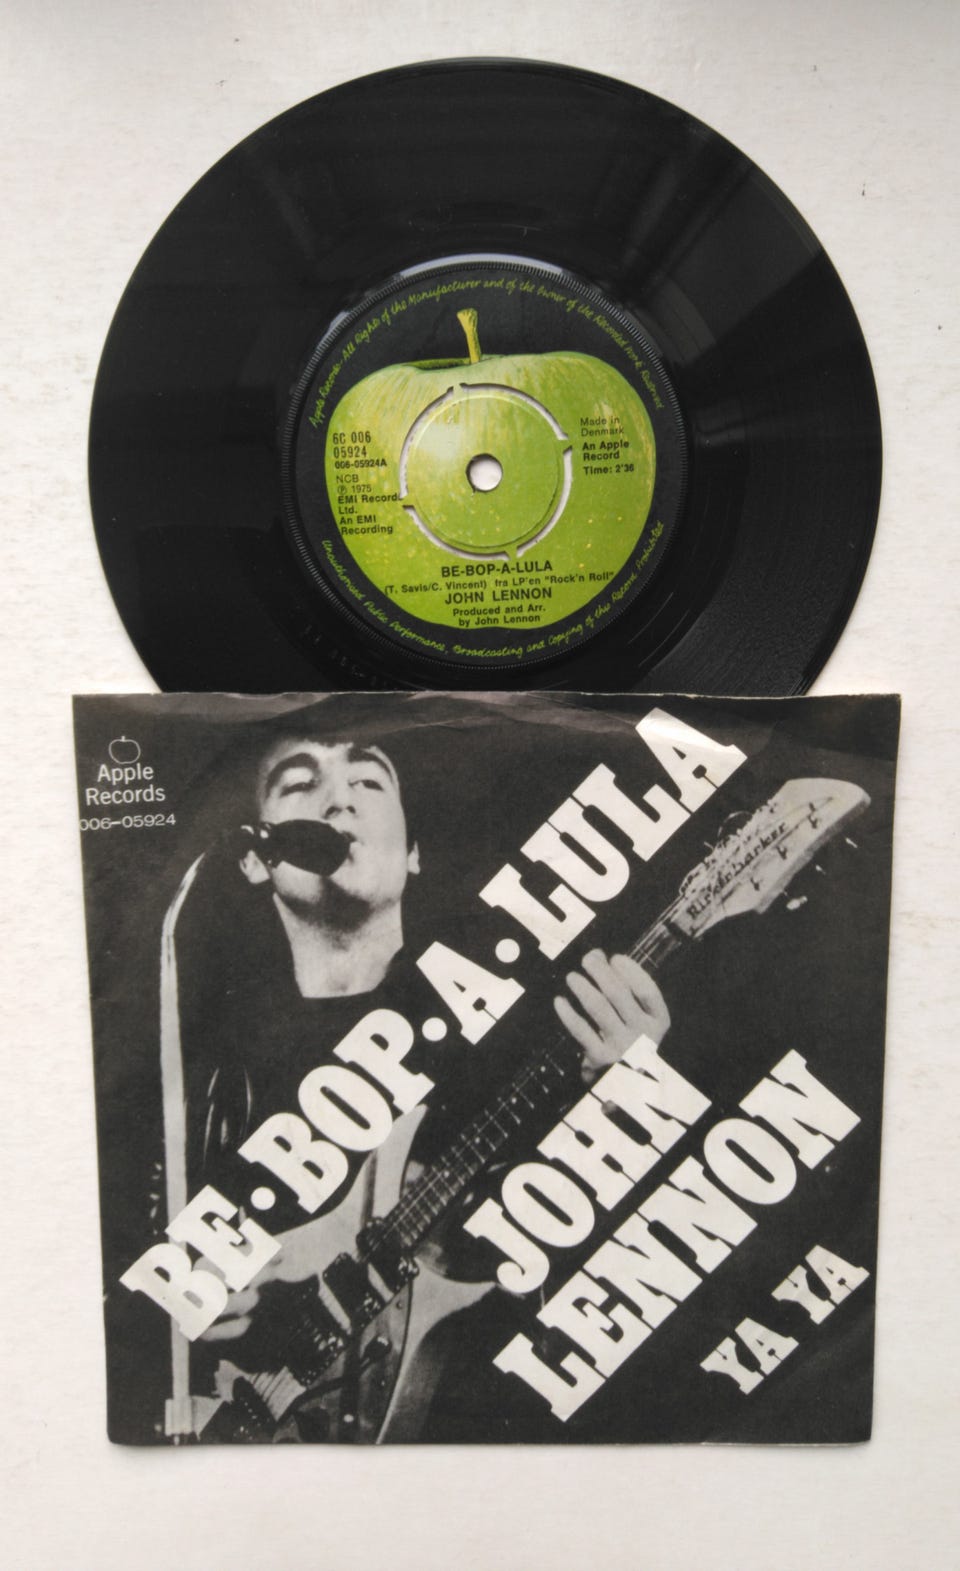 Apple Records. All Rights of the Manufacturer and of the Owner of the Recorded Work Reserved
6C 006
05924
006-05924A
NCB
℗ 1975
EMI Records
Ltd.
An EMI
Recording
Made in
Denmark
An Apple
Record
Time: 2'36
BE-BOP-A-LULA
(T. Savis/C. Vincent) fra LP'en "Rock'n Roll"
JOHN LENNON
Produced and Arr.
by John Lennon
Unauthorised Public Performance, Broadcasting and Copying of this Record Prohibited
Apple
Records
006-05924
BE·BOP·A·LULA
Rickenbacker
JOHN
LENNON
YA YA